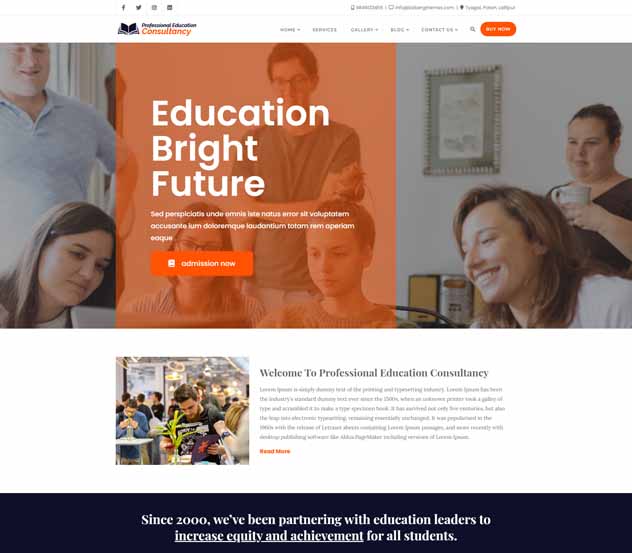 Tyagal, Patan, Lalitpur
Professional Education
Consultancy
HOME
SERVICES
GALLERY
BLOG
CONTACT US
BUY NOW
Education
Bright
Future
Sed perspiciatis unde omnis iste natus error sit voluptatem
accusante ium doloremque laudantium totam rem operiam
eaque
admission now
Welcome To Professional Education Consultancy
Lorem Ipsum is simply dummy text of the printing and typesetting industry. Lorem Ipsum has been
the industry's standard dummy text ever since the 1500s, when an unknown printer took a galley of
type and scrambled it to make a type specimen book. It has survived not only five centuries, but also
the leap into electronic typesetting, remaining essentially unchanged. It was popularised in the
1960s with the release of Letraset sheets containing Lorem Ipsum passages, and more recently with
desktop publishing software like Aldus PageMaker including versions of Lorem Ipsum.
Read More
Since 2000, we've been partnering with education leaders to
increase equity and achievement for all students.